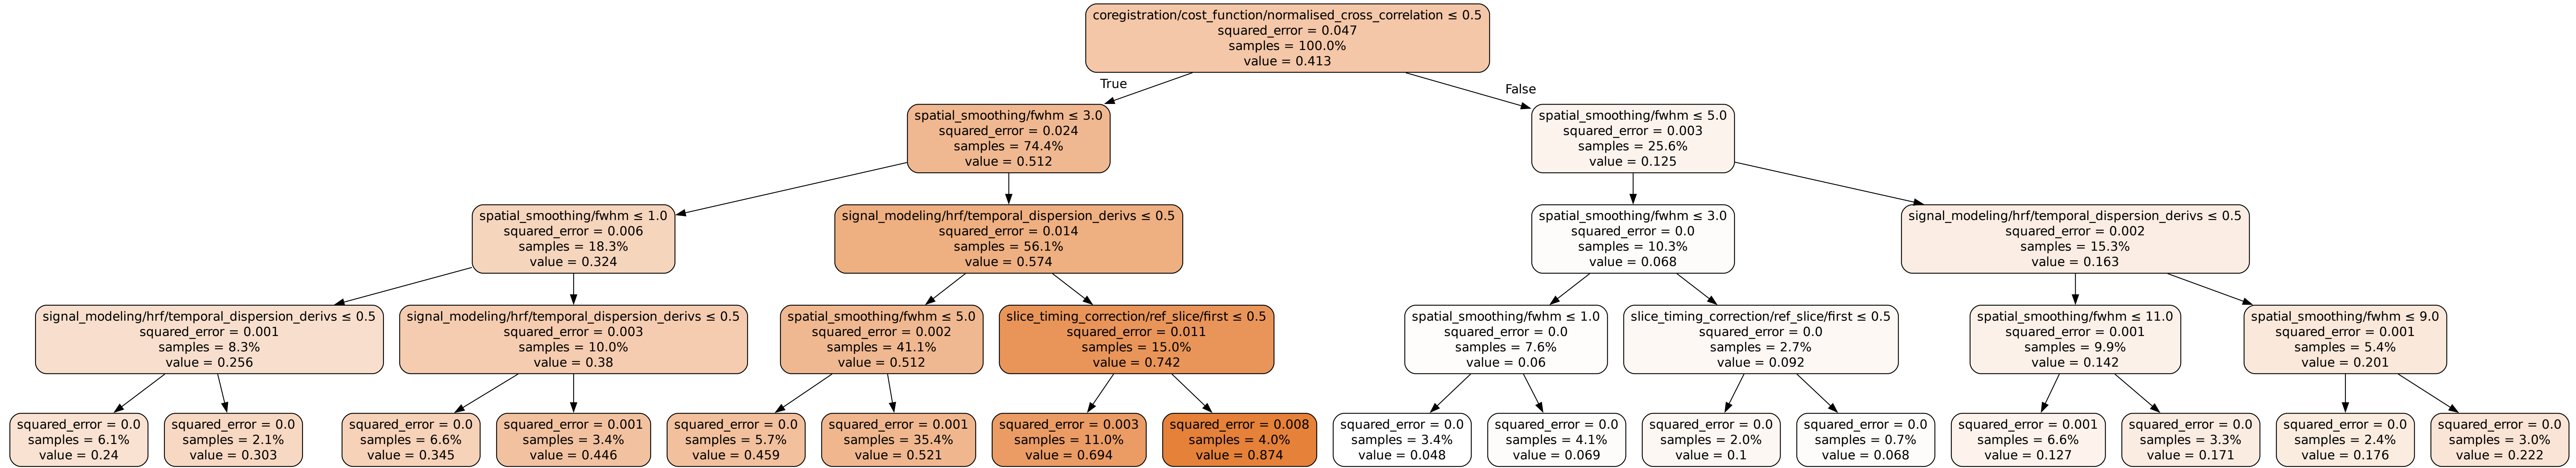 coregistration/cost_function/normalised_cross_correlation ≤ 0.5
squared_error = 0.047
samples = 100.0%
value = 0.413
True
False
spatial_smoothing/fwhm ≤ 3.0
squared_error = 0.024
samples = 74.4%
value = 0.512
spatial_smoothing/fwhm ≤ 5.0
squared_error = 0.003
samples = 25.6%
value = 0.125
spatial_smoothing/fwhm ≤ 1.0
squared_error = 0.006
samples = 18.3%
value = 0.324
signal_modeling/hrf/temporal_dispersion_derivs ≤ 0.5
squared_error = 0.014
samples = 56.1%
value = 0.574
spatial_smoothing/fwhm ≤ 3.0
squared_error = 0.0
samples = 10.3%
value = 0.068
signal_modeling/hrf/temporal_dispersion_derivs ≤ 0.5
squared_error = 0.002
samples = 15.3%
value = 0.163
signal_modeling/hrf/temporal_dispersion_derivs ≤ 0.5
squared_error = 0.001
samples = 8.3%
value = 0.256
signal_modeling/hrf/temporal_dispersion_derivs ≤ 0.5
squared_error = 0.003
samples = 10.0%
value = 0.38
spatial_smoothing/fwhm ≤ 5.0
squared_error = 0.002
samples = 41.1%
value = 0.512
slice_timing_correction/ref_slice/first ≤ 0.5
squared_error = 0.011
samples = 15.0%
value = 0.742
spatial_smoothing/fwhm ≤ 1.0
squared_error = 0.0
samples = 7.6%
value = 0.06
slice_timing_correction/ref_slice/first ≤ 0.5
squared_error = 0.0
samples = 2.7%
value = 0.092
spatial_smoothing/fwhm ≤ 11.0
squared_error = 0.001
samples = 9.9%
value = 0.142
spatial_smoothing/fwhm ≤ 9.0
squared_error = 0.001
samples = 5.4%
value = 0.201
squared_error = 0.0
samples = 6.1%
value = 0.24
squared_error = 0.0
samples = 2.1%
value = 0.303
squared_error = 0.0
samples = 6.6%
value = 0.345
squared_error = 0.001
samples = 3.4%
value = 0.446
squared_error = 0.0
samples = 5.7%
value = 0.459
squared_error = 0.001
samples = 35.4%
value = 0.521
squared_error = 0.003
samples = 11.0%
value = 0.694
squared_error = 0.008
samples = 4.0%
value = 0.874
squared_error = 0.0
samples = 3.4%
value = 0.048
squared_error = 0.0
samples = 4.1%
value = 0.069
squared_error = 0.0
samples = 2.0%
value = 0.1
squared_error = 0.0
samples = 0.7%
value = 0.068
squared_error = 0.001
samples = 6.6%
value = 0.127
squared_error = 0.0
samples = 3.3%
value = 0.171
squared_error = 0.0
samples = 2.4%
value = 0.176
squared_error = 0.0
samples = 3.0%
value = 0.222